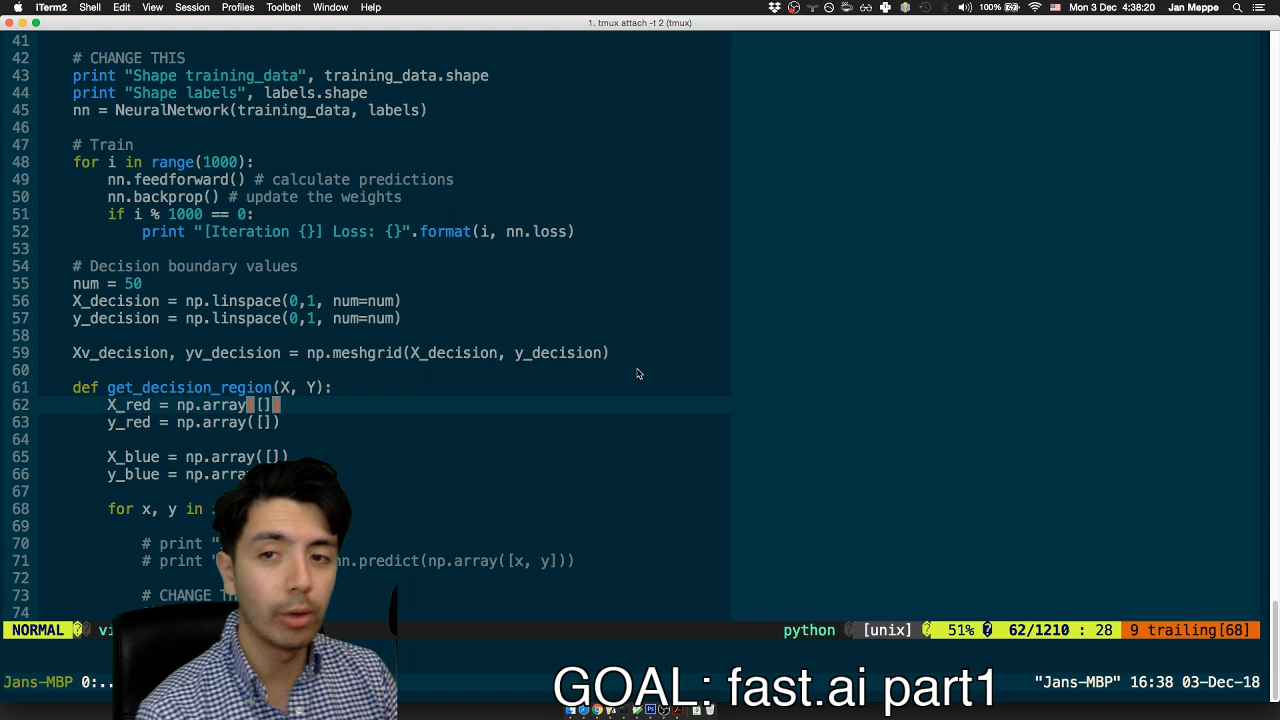 iTerm2 Shell Edit View Session Profiles Toolbelt Window Help 100% Mon 3 Dec 4:38:20 Jan Meppe
1. tmux attach -t 2 (tmux)
41
42 # CHANGE THIS
43 print "Shape training_data", training_data.shape
44 print "Shape labels", labels.shape
45 nn = NeuralNetwork(training_data, labels)
46
47 # Train
48 for i in range(1000):
49 nn.feedforward() # calculate predictions
50 nn.backprop() # update the weights
51 if i % 1000 == 0:
52 print "[Iteration {}] Loss: {}".format(i, nn.loss)
53
54 # Decision boundary values
55 num = 50
56 X_decision = np.linspace(0,1, num=num)
57 y_decision = np.linspace(0,1, num=num)
58
59 Xv_decision, yv_decision = np.meshgrid(X_decision, y_decision)
60
61 def get_decision_region(X, Y):
62 X_red = np.array([])
63 y_red = np.array([])
64
65 X_blue = np.array([])
66 y_blue = np.arra
67
68 for x, y in
69
70 # print "
71 # print " nn.predict(np.array([x, y]))
72
73 # CHANGE TH
74
NORMAL python [unix] 51% 62/1210 : 28 9 trailing[68]
Jans-MBP 0:.. "Jans-MBP" 16:38 03-Dec-18
GOAL: fast.ai part1